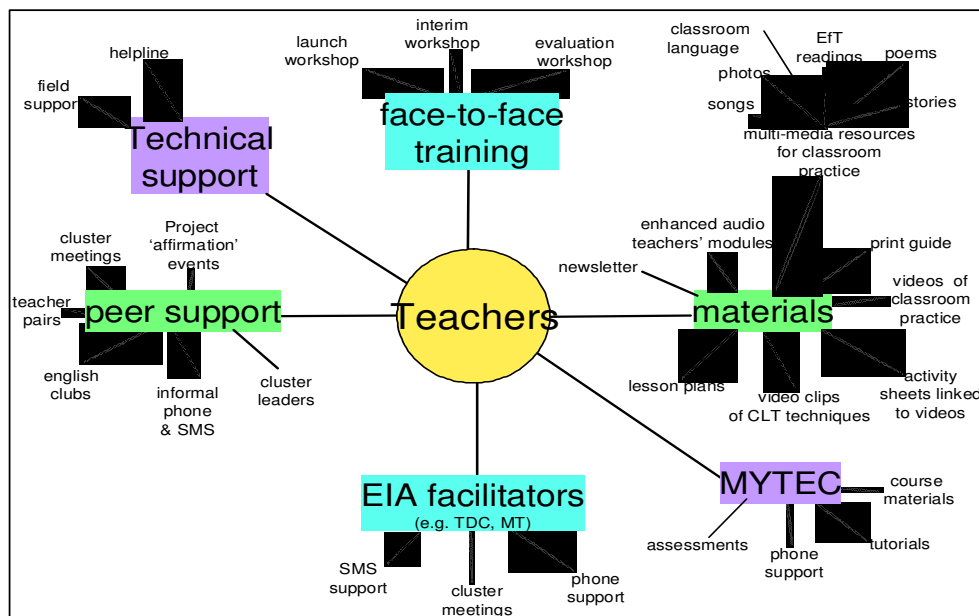 helpline
field
support
Technical
support
launch
workshop
interim
workshop
evaluation
workshop
face-to-face
training
classroom
language
EfT
readings
poems
photos
songs
stories
multi-media resources
for classroom
practice
enhanced audio
teachers' modules
print guide
newsletter
videos of
classroom
practice
materials
lesson plans
video clips
of CLT techniques
activity
sheets linked
to videos
cluster
meetings
Project
'affirmation'
events
teacher
pairs
peer support
english
clubs
informal
phone
& SMS
cluster
leaders
Teachers
EIA facilitators
(e.g. TDC, MT)
SMS
support
cluster
meetings
phone
support
MYTEC
course
materials
assessments
phone
support
tutorials